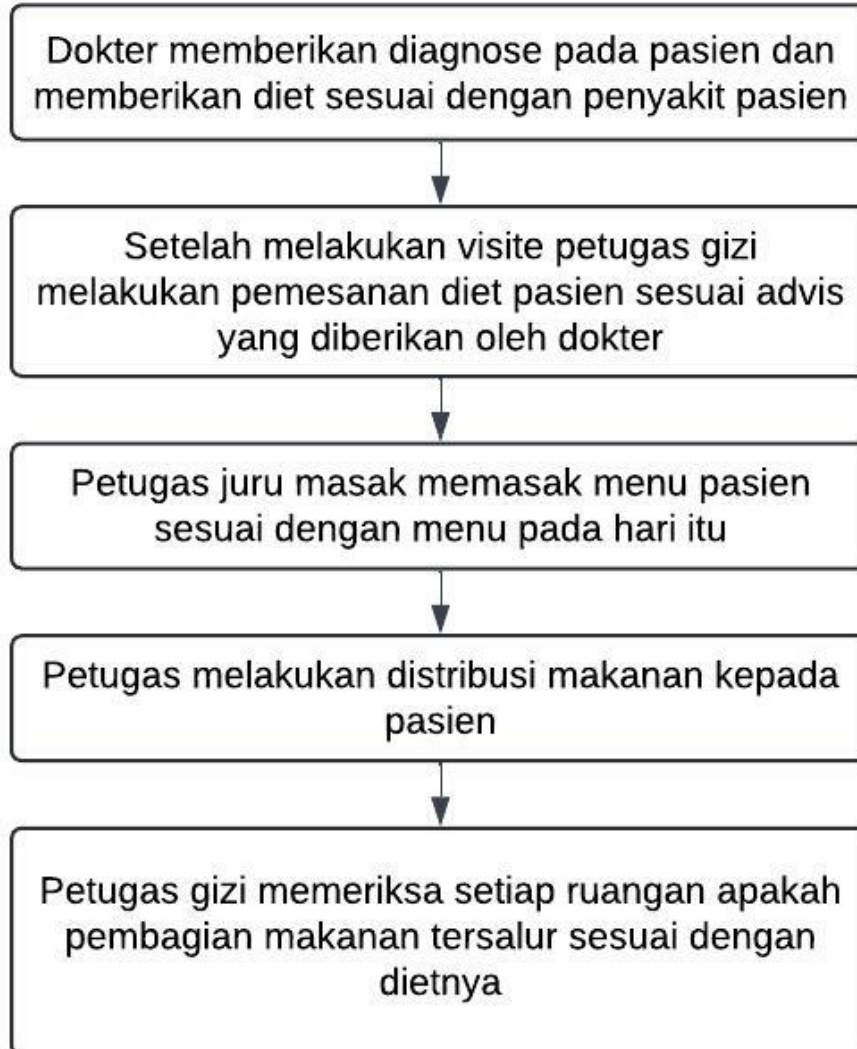 Dokter memberikan diagnose pada pasien dan
memberikan diet sesuai dengan penyakit pasien
Setelah melakukan visite petugas gizi
melakukan pemesanan diet pasien sesuai advis
yang diberikan oleh dokter
Petugas juru masak memasak menu pasien
sesuai dengan menu pada hari itu
Petugas melakukan distribusi makanan kepada
pasien
Petugas gizi memeriksa setiap ruangan apakah
pembagian makanan tersalur sesuai dengan
dietnya